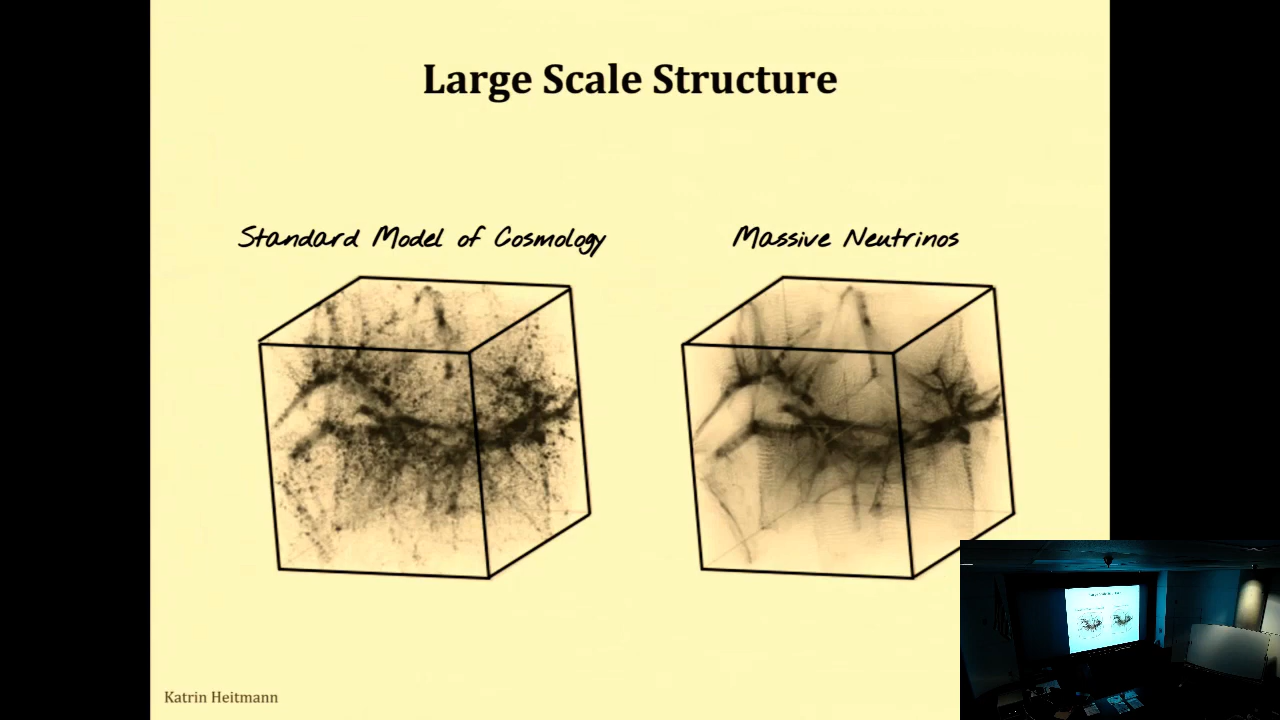 Large Scale Structure
Standard Model of Cosmology
Massive Neutrinos
Katrin Heitmann